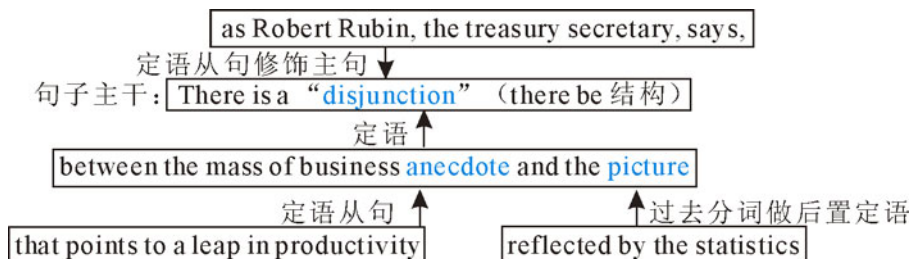 as Robert Rubin, the treasury secretary, says,
定语从句修饰主句
句子主干： There is a “disjunction” （there be 结构）
定语
between the mass of business anecdote and the picture
定语从句 过去分词做后置定语
that points to a leap in productivity reflected by the statistics